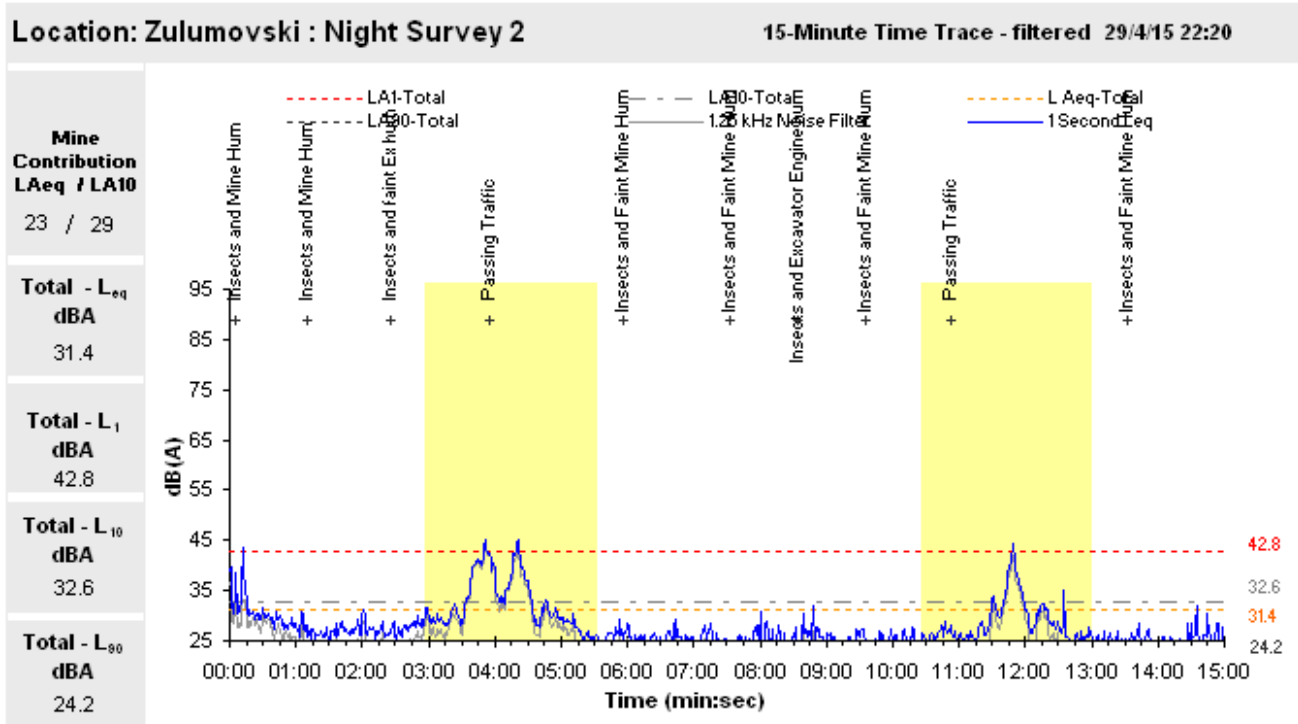 Location: Zulumovski : Night Survey 2
15-Minute Time Trace - filtered 29/4/15 22:20
Mine
Contribution
LAeq / LA10
23 / 29
Total - Leq
dBA
31.4
Total - L1
dBA
42.8
Total - L10
dBA
32.6
Total - L90
dBA
24.2
LA1-Total
LA10-Total
L Aeq-Total
LA90-Total
1.25 kHz Noise Filter
1 Second Leq
+ Insects and Mine Hum
+ Insects and Mine Hum
+ Insects and faint Ex hum
+ Passing Traffic
+ Insects and Faint Mine Hum
+ Insects and Faint Mine Hum
Insects and Excavator Engine Hum
+ Insects and Faint Mine Hum
+ Passing Traffic
+ Insects and Faint Mine Hum
dB(A)
95
85
75
65
55
45
35
25
42.8
32.6
31.4
24.2
00:00 01:00 02:00 03:00 04:00 05:00 06:00 07:00 08:00 09:00 10:00 11:00 12:00 13:00 14:00 15:00
Time (min:sec)